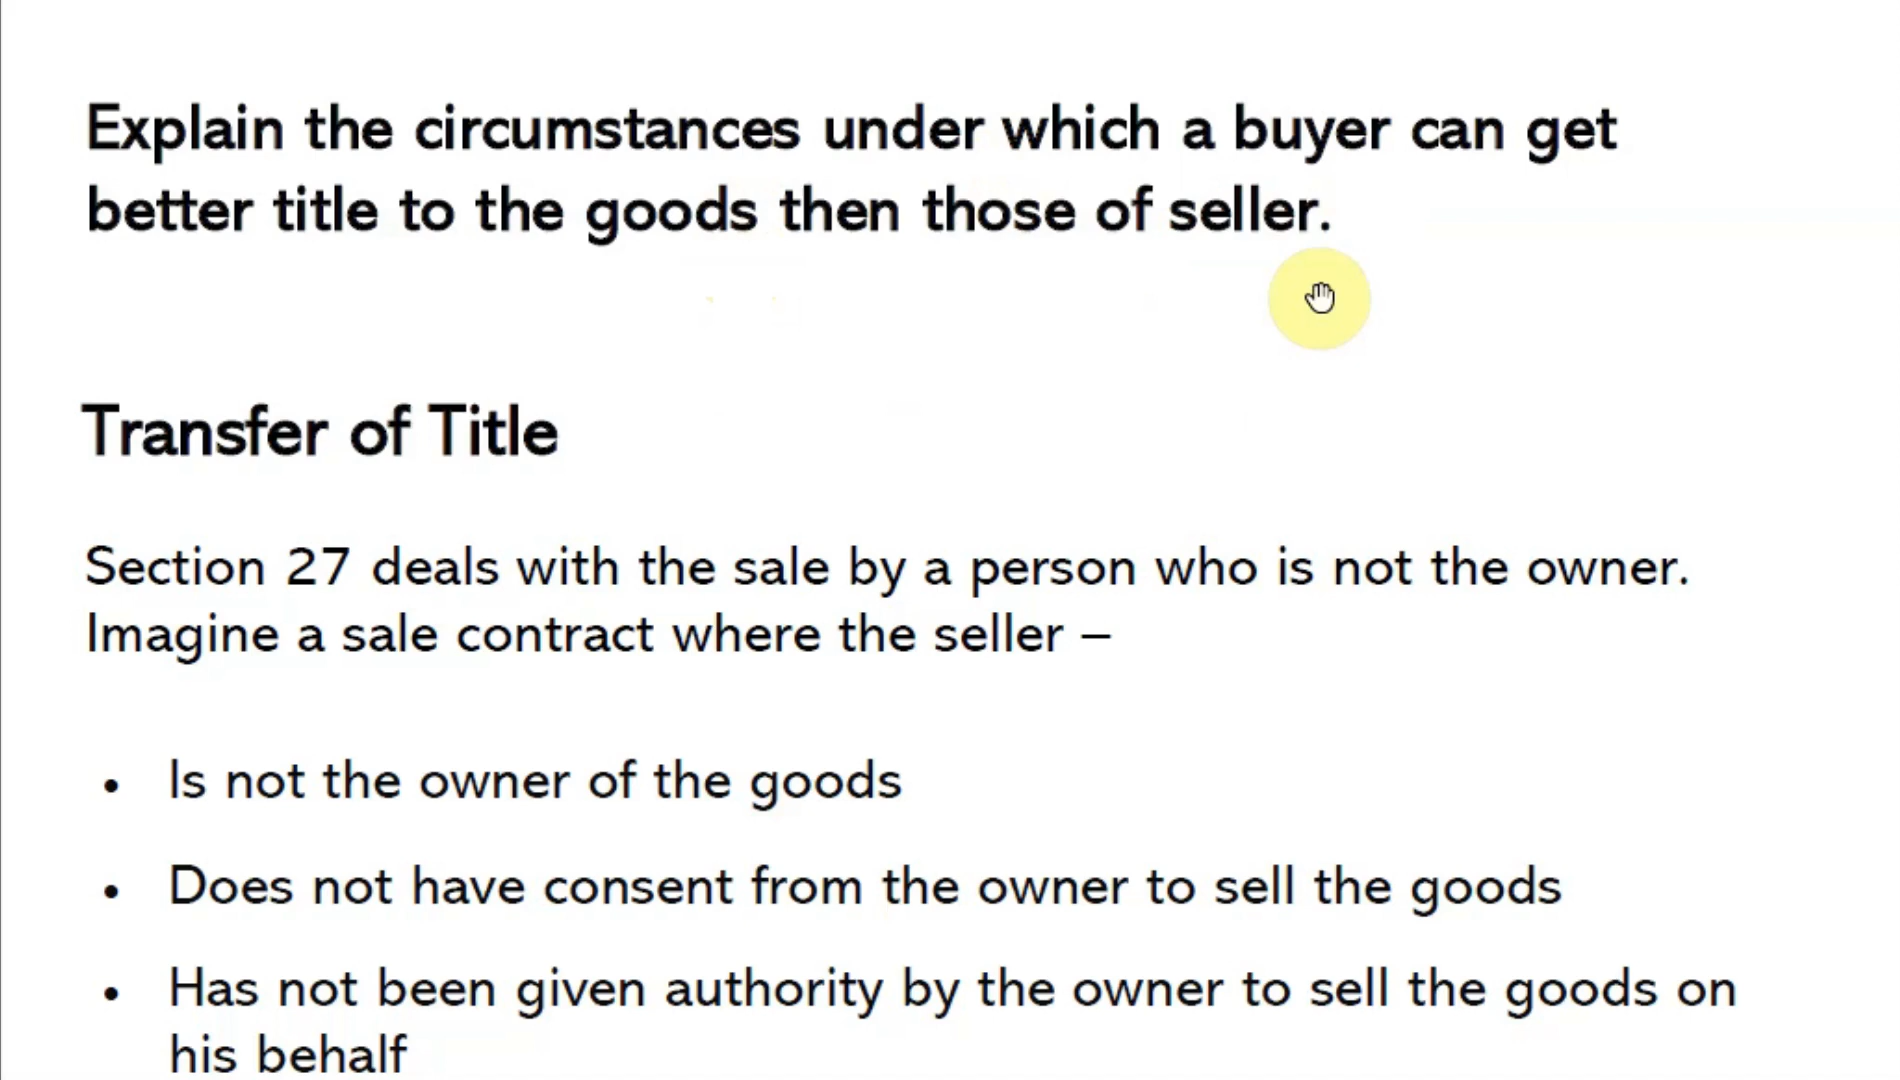 Explain the circumstances under which a buyer can get
better title to the goods then those of seller.
Transfer of Title
Section 27 deals with the sale by a person who is not the owner.
Imagine a sale contract where the seller –
• Is not the owner of the goods
• Does not have consent from the owner to sell the goods
• Has not been given authority by the owner to sell the goods on
his behalf